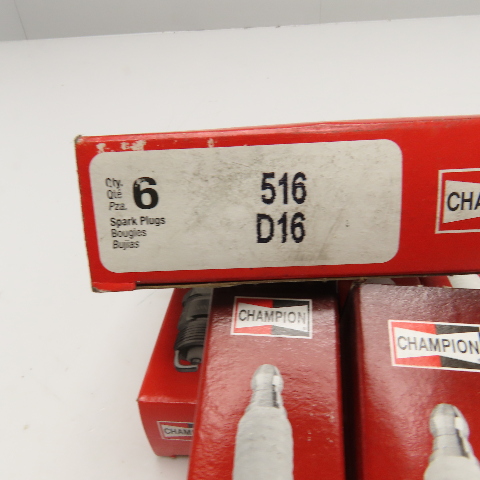 Qty.
Qté
Pza.
6
516
D16
Spark Plugs
Bougies
Bujias
CHAMPION
CHAMPION